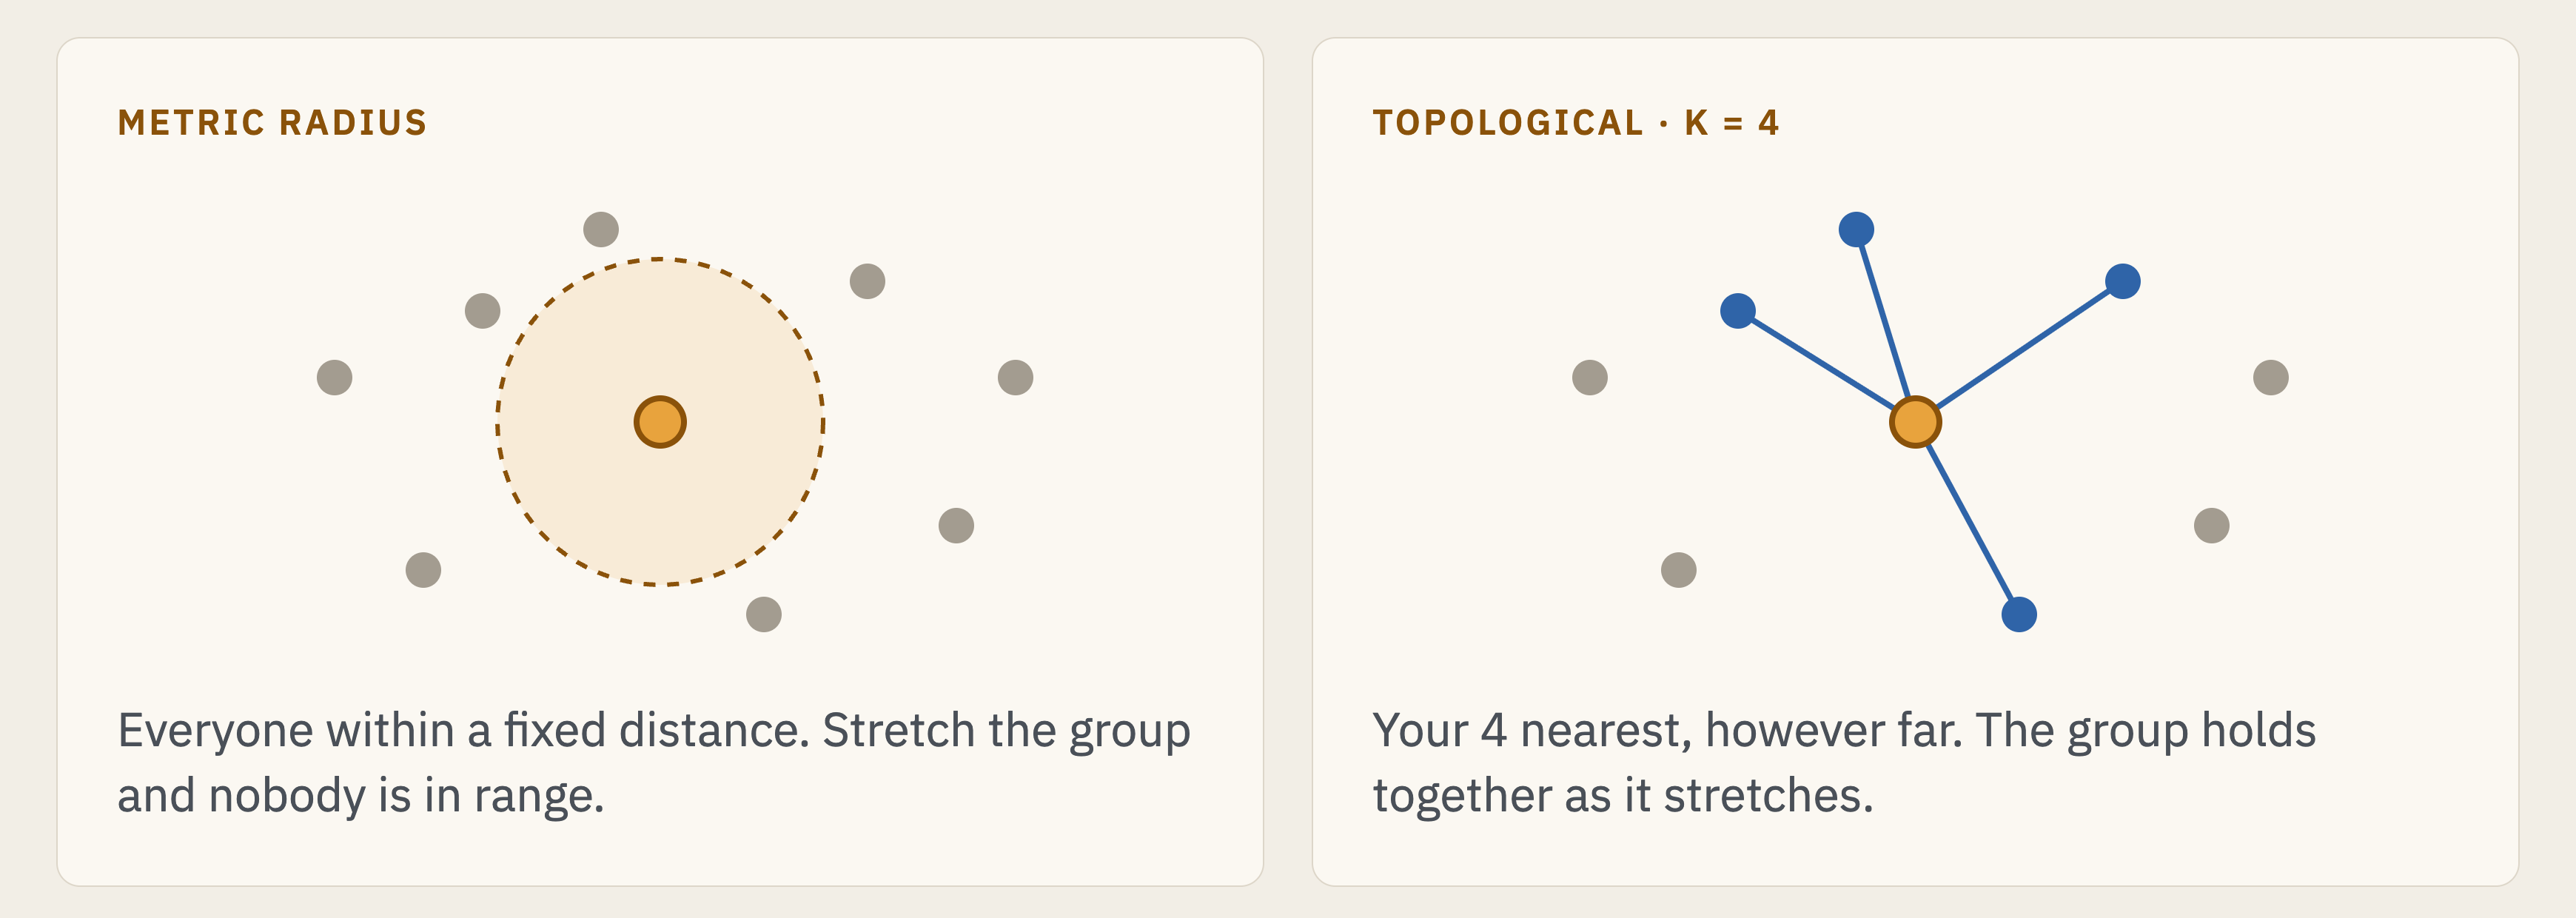 METRIC RADIUS
Everyone within a fixed distance. Stretch the group
and nobody is in range.
TOPOLOGICAL · K = 4
Your 4 nearest, however far. The group holds
together as it stretches.